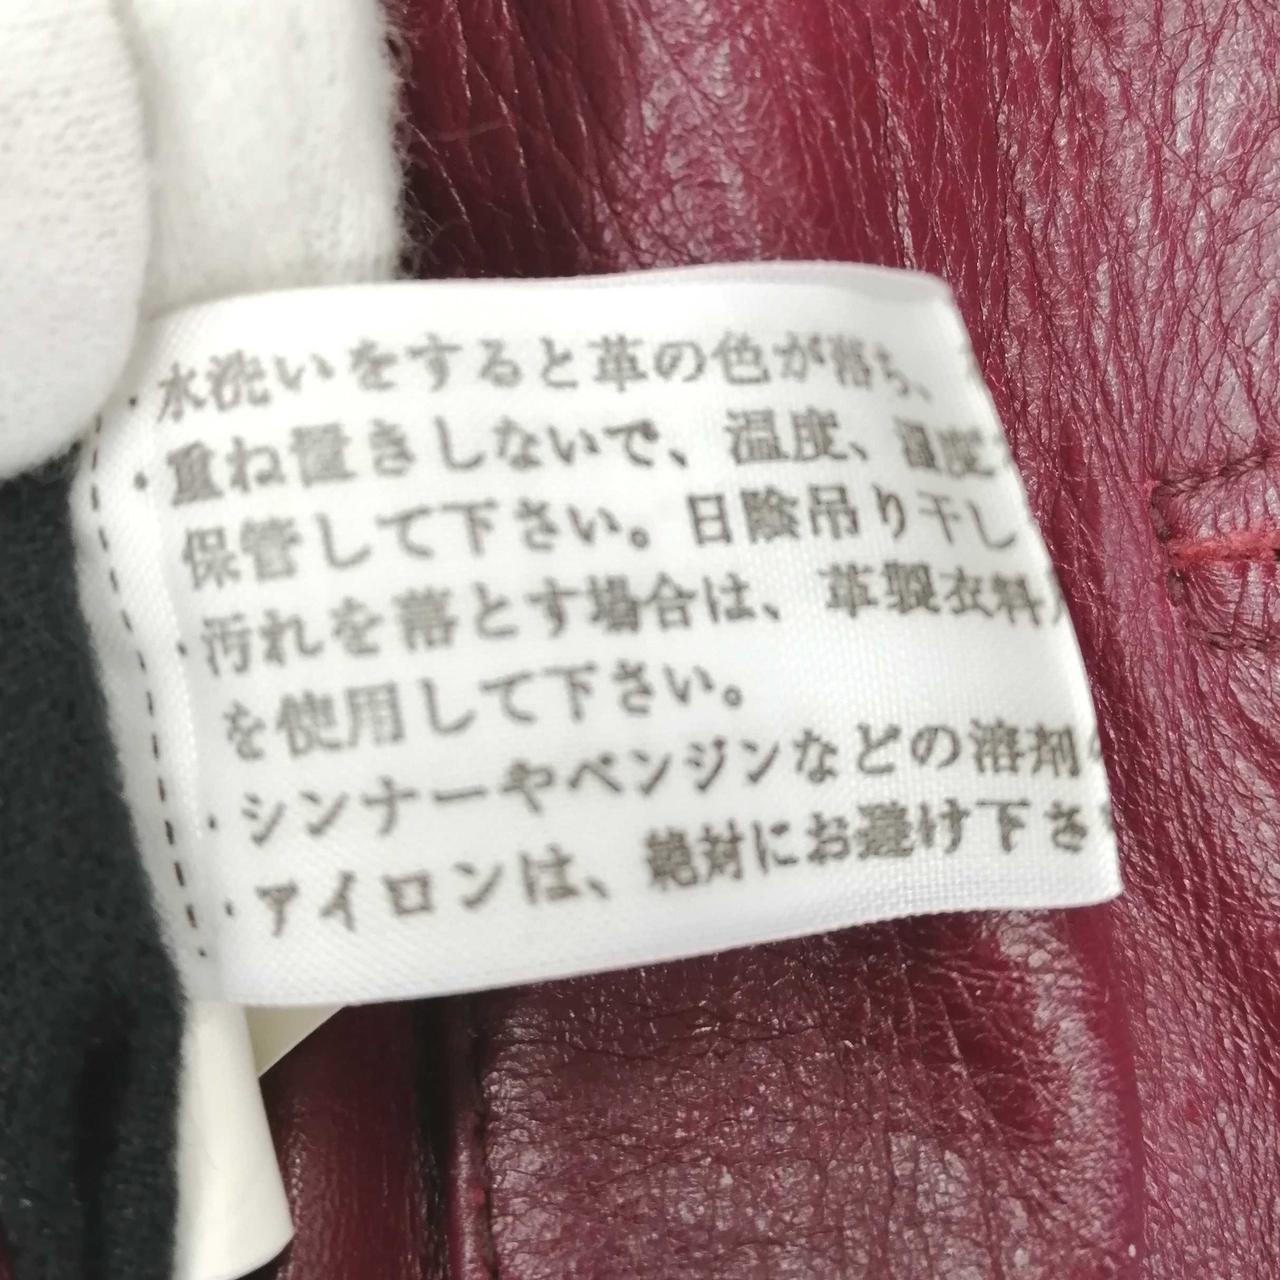 ・水洗いをすると革の色が落ち、
・重ね置きしないで、温度、湿度
保管して下さい。日陰吊り干し
・汚れを落とす場合は、革製衣料
を使用して下さい。
・シンナーやベンジンなどの溶剤
・アイロンは、絶対にお避け下さ